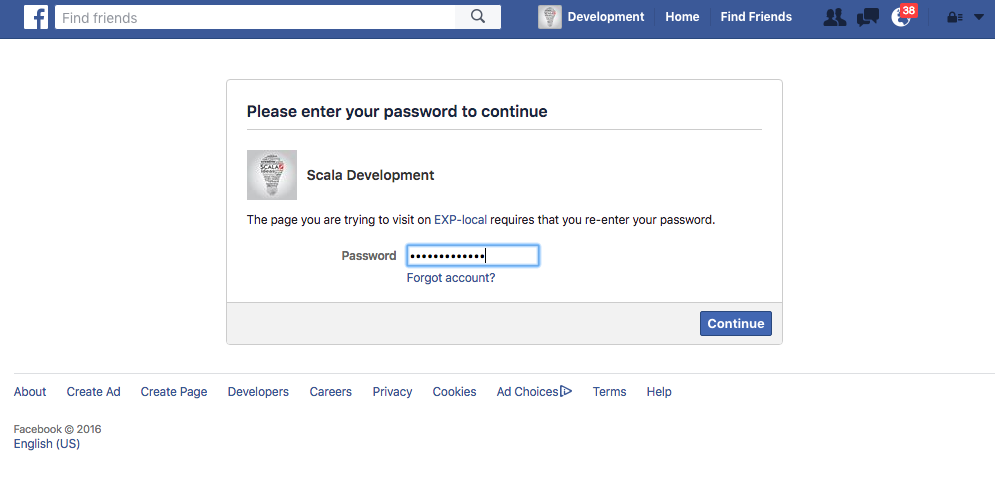 f Find friends Development Home Find Friends 38
Please enter your password to continue
SCALA
Scala Development
The page you are trying to visit on EXP-local requires that you re-enter your password.
Password •••••••••••••
Forgot account?
Continue
About Create Ad Create Page Developers Careers Privacy Cookies Ad Choices Terms Help
Facebook © 2016
English (US)